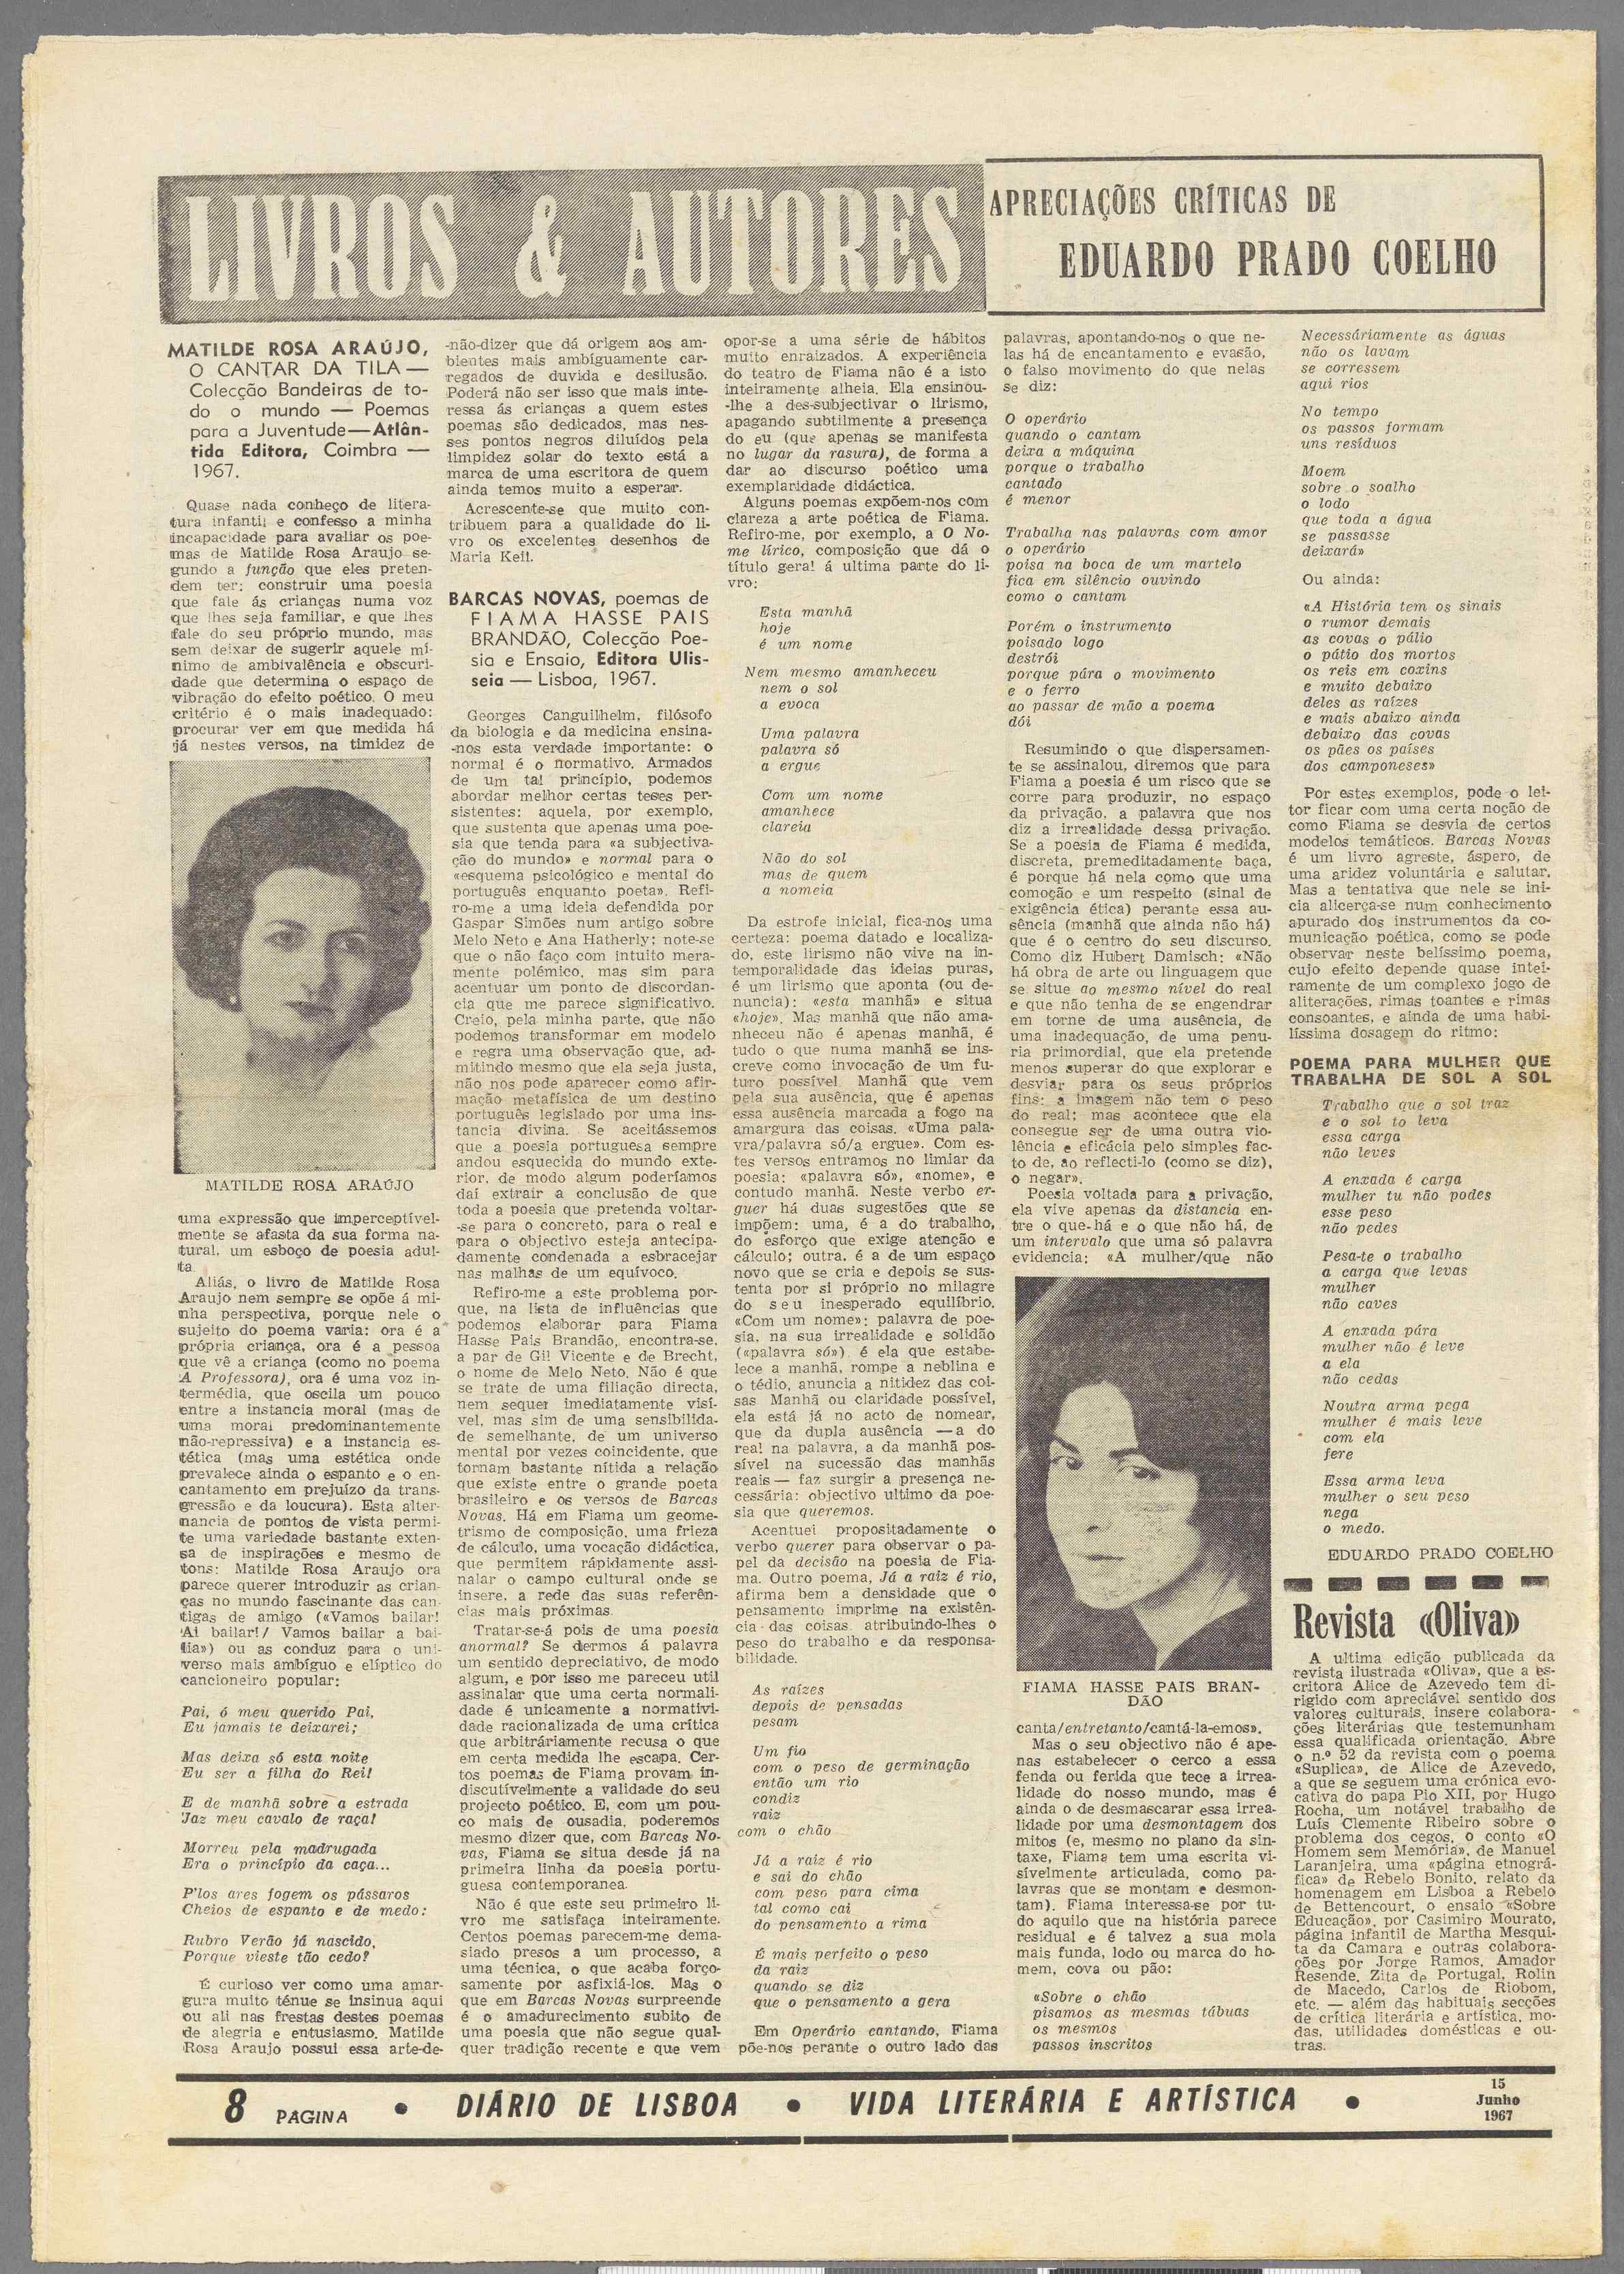 LIVROS & AUTORES
APRECIAÇÕES CRÍTICAS DE
EDUARDO PRADO COELHO
MATILDE ROSA ARAÚJO,
O CANTAR DA TILA —
Colecção Bandeiras de to-
do o mundo — Poemas
para a Juventude—Atlân-
tida Editora, Coimbra —
1967.
Quase nada conheço de litera-
tura infantil e confesso a minha
incapacidade para avaliar os poe-
mas de Matilde Rosa Araujo se-
gundo a função que eles preten-
dem ter: construir uma poesia
que fale ás crianças numa voz
que lhes seja familiar, e que lhes
fale do seu próprio mundo, mas
sem deixar de sugerir aquele mí-
nimo de ambivalência e obscuri-
dade que determina o espaço de
vibração do efeito poético. O meu
critério é o mais inadequado:
procurar ver em que medida há
já nestes versos, na timidez de
MATILDE ROSA ARAÚJO
uma expressão que imperceptível-
mente se afasta da sua forma na-
tural, um esboço de poesia adul-
ta.
Aliás, o livro de Matilde Rosa
Araujo nem sempre se opõe á mi-
nha perspectiva, porque nele o
sujeito do poema varia: ora é a
própria criança, ora é a pessoa
que vê a criança (como no poema
A Professora), ora é uma voz in-
termédia, que oscila um pouco
entre a instancia moral (mas de
uma moral predominantemente
não-repressiva) e a instancia es-
tética (mas uma estética onde
prevalece ainda o espanto e o en-
cantamento em prejuízo da trans-
gressão e da loucura). Esta alter-
nancia de pontos de vista permi-
te uma variedade bastante exten-
sa de inspirações e mesmo de
tons: Matilde Rosa Araujo ora
parece querer introduzir as crian-
ças no mundo fascinante das can-
tigas de amigo («Vamos bailar!
Ai bailar!/ Vamos bailar a bai-
lia») ou as conduz para o uni-
verso mais ambíguo e elíptico do
cancioneiro popular:
Pai, ó meu querido Pai,
Eu jamais te deixarei;
Mas deixa só esta noite
Eu ser a filha do Rei!
E de manhã sobre a estrada
Jaz meu cavalo de raça!
Morreu pela madrugada
Era o princípio da caça...
P'los ares fogem os pássaros
Cheios de espanto e de medo:
Rubro Verão já nascido,
Porque vieste tão cedo?
É curioso ver como uma amar-
gura muito ténue se insinua aqui
ou ali nas frestas destes poemas
de alegria e entusiasmo. Matilde
Rosa Araujo possui essa arte-de-
-não-dizer que dá origem aos am-
bientes mais ambíguamente car-
regados de duvida e desilusão.
Poderá não ser isso que mais inte-
ressa ás crianças a quem estes
poemas são dedicados, mas nes-
ses pontos negros diluídos pela
limpidez solar do texto está a
marca de uma escritora de quem
ainda temos muito a esperar.
Acrescente-se que muito con-
tribuem para a qualidade do li-
vro os excelentes desenhos de
Maria Keil.
BARCAS NOVAS, poemas de
FIAMA HASSE PAIS
BRANDÃO, Colecção Poe-
sia e Ensaio, Editora Ulis-
seia — Lisboa, 1967.
Georges Canguilhelm, filósofo
da biologia e da medicina ensina-
-nos esta verdade importante: o
normal é o normativo. Armados
de um tal princípio, podemos
abordar melhor certas teses per-
sistentes: aquela, por exemplo,
que sustenta que apenas uma poe-
sia que tenda para «a subjectiva-
ção do mundo» e normal para o
«esquema psicológico e mental do
português enquanto poeta». Refi-
ro-me a uma ideia defendida por
Gaspar Simões num artigo sobre
Melo Neto e Ana Hatherly; note-se
que o não faço com intuito mera-
mente polémico, mas sim para
acentuar um ponto de discordan-
cia que me parece significativo.
Creio, pela minha parte, que não
podemos transformar em modelo
e regra uma observação que, ad-
mitindo mesmo que ela seja justa,
não nos pode aparecer como afir-
mação metafísica de um destino
português legislado por uma ins-
tancia divina. Se aceitássemos
que a poesia portuguesa sempre
andou esquecida do mundo exte-
rior, de modo algum poderíamos
daí extrair a conclusão de que
toda a poesia que pretenda voltar-
-se para o concreto, para o real e
para o objectivo esteja antecipa-
damente condenada a esbracejar
nas malhas de um equívoco.
Refiro-me a este problema por-
que, na lista de influências que
podemos elaborar para Fiama
Hasse Pais Brandão, encontra-se,
a par de Gil Vicente e de Brecht,
o nome de Melo Neto. Não é que
se trate de uma filiação directa,
nem sequer imediatamente visí-
vel, mas sim de uma sensibilida-
de semelhante, de um universo
mental por vezes coincidente, que
tornam bastante nítida a relação
que existe entre o grande poeta
brasileiro e os versos de Barcas
Novas. Há em Fiama um geome-
trismo de composição, uma frieza
de cálculo, uma vocação didáctica,
que permitem rápidamente assi-
nalar o campo cultural onde se
insere, a rede das suas referên-
cias mais próximas.
Tratar-se-á pois de uma poesia
anormal? Se dermos á palavra
um sentido depreciativo, de modo
algum, e por isso me pareceu util
assinalar que uma certa normali-
dade é unicamente a normativi-
dade racionalizada de uma crítica
que arbitráriamente recusa o que
em certa medida lhe escapa. Cer-
tos poemas de Fiama provam in-
discutívelmente a validade do seu
projecto poético. E, com um pou-
co mais de ousadia, poderemos
mesmo dizer que, com Barcas No-
vas, Fiama se situa desde já na
primeira linha da poesia portu-
guesa contemporanea.
Não é que este seu primeiro li-
vro me satisfaça inteiramente.
Certos poemas parecem-me dema-
siado presos a um processo, a
uma técnica, o que acaba forço-
samente por asfixiá-los. Mas o
que em Barcas Novas surpreende
é o amadurecimento subito de
uma poesia que não segue qual-
quer tradição recente e que vem
opor-se a uma série de hábitos
muito enraizados. A experiência
do teatro de Fiama não é a isto
inteiramente alheia. Ela ensinou-
-lhe a des-subjectivar o lirismo,
apagando subtilmente a presença
do eu (que apenas se manifesta
no lugar da rasura), de forma a
dar ao discurso poético uma
exemplaridade didáctica.
Alguns poemas expõem-nos com
clareza a arte poética de Fiama.
Refiro-me, por exemplo, a O No-
me lírico, composição que dá o
título geral á ultima parte do li-
vro:
Esta manhã
hoje
é um nome
Nem mesmo amanheceu
nem o sol
a evoca
Uma palavra
palavra só
a ergue
Com um nome
amanhece
clareia
Não do sol
mas de quem
a nomeia
Da estrofe inicial, fica-nos uma
certeza: poema datado e localiza-
do, este lirismo não vive na in-
temporalidade das ideias puras,
é um lirismo que aponta (ou de-
nuncia): «esta manhã» e situa
«hoje». Mas manhã que não ama-
nheceu não é apenas manhã, é
tudo o que numa manhã se ins-
creve como invocação de um fu-
turo possível. Manhã que vem
pela sua ausência, que é apenas
essa ausência marcada a fogo na
amargura das coisas. «Uma pala-
vra/palavra só/a ergue». Com es-
tes versos entramos no limiar da
poesia: «palavra só», «nome», e
contudo manhã. Neste verbo er-
guer há duas sugestões que se
impõem: uma, é a do trabalho,
do esforço que exige atenção e
cálculo; outra, é a de um espaço
novo que se cria e depois se sus-
tenta por si próprio no milagre
do seu inesperado equilíbrio.
«Com um nome»: palavra de poe-
sia, na sua irrealidade e solidão
(«palavra só»), é ela que estabe-
lece a manhã, rompe a neblina e
o tédio, anuncia a nitidez das coi-
sas Manhã ou claridade possível,
ela está já no acto de nomear,
que da dupla ausência —a do
real na palavra, a da manhã pos-
sível na sucessão das manhãs
reais— faz surgir a presença ne-
cessária: objectivo ultimo da poe-
sia que queremos.
Acentuei propositadamente o
verbo querer para observar o pa-
pel da decisão na poesia de Fia-
ma. Outro poema, Já a raiz é rio,
afirma bem a densidade que o
pensamento imprime na existên-
cia das coisas, atribuindo-lhes o
peso do trabalho e da responsa-
bilidade.
As raízes
depois de pensadas
pesam
Um fio
com o peso de germinação
então um rio
condiz
raiz
com o chão
Já a raiz é rio
e sai do chão
com peso para cima
tal como cai
do pensamento a rima
É mais perfeito o peso
da raiz
quando se diz
que o pensamento a gera
Em Operário cantando, Fiama
põe-nos perante o outro lado das
palavras, apontando-nos o que ne-
las há de encantamento e evasão,
o falso movimento do que nelas
se diz:
O operário
quando o cantam
deixa a máquina
porque o trabalho
cantado
é menor
Trabalha nas palavras com amor
o operário
poisa na boca de um martelo
fica em silêncio ouvindo
como o cantam
Porém o instrumento
poisado logo
destrói
porque pára o movimento
e o ferro
ao passar de mão a poema
dói
Resumindo o que dispersamen-
te se assinalou, diremos que para
Fiama a poesia é um risco que se
corre para produzir, no espaço
da privação, a palavra que nos
diz a irrealidade dessa privação.
Se a poesia de Fiama é medida,
discreta, premeditadamente baça,
é porque há nela como que uma
comoção e um respeito (sinal de
exigência ética) perante essa au-
sência (manhã que ainda não há)
que é o centro do seu discurso.
Como diz Hubert Damisch: «Não
há obra de arte ou linguagem que
se situe ao mesmo nível do real
e que não tenha de se engendrar
em torne de uma ausência, de
uma inadequação, de uma penu-
ria primordial, que ela pretende
menos superar do que explorar e
desviar para os seus próprios
fins: a imagem não tem o peso
do real; mas acontece que ela
consegue ser de uma outra vio-
lência e eficácia pelo simples fac-
to de, ao reflecti-lo (como se diz),
o negar».
Poesia voltada para a privação,
ela vive apenas da distancia en-
tre o que-há e o que não há, de
um intervalo que uma só palavra
evidencia: «A mulher/que não
FIAMA HASSE PAIS BRAN-
DÃO
canta/entretanto/cantá-la-emos».
Mas o seu objectivo não é ape-
nas estabelecer o cerco a essa
fenda ou ferida que tece a irrea-
lidade do nosso mundo, mas é
ainda o de desmascarar essa irrea-
lidade por uma desmontagem dos
mitos (e, mesmo no plano da sin-
taxe, Fiama tem uma escrita vi-
sívelmente articulada, como pa-
lavras que se montam e desmon-
tam). Fiama interessa-se por tu-
do aquilo que na história parece
residual e é talvez a sua mola
mais funda, lodo ou marca do ho-
mem, cova ou pão:
«Sobre o chão
pisamos as mesmas tábuas
os mesmos
passos inscritos
Necessáriamente as águas
não os lavam
se corressem
aqui rios
No tempo
os passos formam
uns resíduos
Moem
sobre o soalho
o lodo
que toda a água
se passasse
deixará»
Ou ainda:
«A História tem os sinais
o rumor demais
as covas o pálio
o pátio dos mortos
os reis em coxins
e muito debaixo
deles as raízes
e mais abaixo ainda
debaixo das covas
os pães os países
dos camponeses»
Por estes exemplos, pode o lei-
tor ficar com uma certa noção de
como Fiama se desvia de certos
modelos temáticos. Barcas Novas
é um livro agreste, áspero, de
uma aridez voluntária e salutar.
Mas a tentativa que nele se ini-
cia alicerça-se num conhecimento
apurado dos instrumentos da co-
municação poética, como se pode
observar neste belíssimo poema,
cujo efeito depende quase intei-
ramente de um complexo jogo de
aliterações, rimas toantes e rimas
consoantes, e ainda de uma habi-
líssima dosagem do ritmo:
POEMA PARA MULHER QUE
TRABALHA DE SOL A SOL
Trabalho que o sol traz
e o sol to leva
essa carga
não leves
A enxada é carga
mulher tu não podes
esse peso
não pedes
Pesa-te o trabalho
a carga que levas
mulher
não caves
A enxada pára
mulher não é leve
a ela
não cedas
Noutra arma pega
mulher é mais leve
com ela
fere
Essa arma leva
mulher o seu peso
nega
o medo.
EDUARDO PRADO COELHO
Revista «Oliva»
A ultima edição publicada da
revista ilustrada «Oliva», que a es-
critora Alice de Azevedo tem di-
rigido com apreciável sentido dos
valores culturais, insere colabora-
ções literárias que testemunham
essa qualificada orientação. Abre
o n.º 52 da revista com o poema
«Suplica», de Alice de Azevedo,
a que se seguem uma crónica evo-
cativa do papa Pio XII, por Hugo
Rocha, um notável trabalho de
Luís Clemente Ribeiro sobre o
problema dos cegos, o conto «O
Homem sem Memória», de Manuel
Laranjeira, uma «página etnográ-
fica» de Rebelo Bonito, relato da
homenagem em Lisboa a Rebelo
de Bettencourt, o ensaio «Sobre
Educação», por Casimiro Mourato,
página infantil de Martha Mesqui-
ta da Camara e outras colabora-
ções por Jorge Ramos, Amador
Resende, Zita de Portugal, Rolin
de Macedo, Carlos de Riobom,
etc. — além das habituais secções
de crítica literária e artística, mo-
das, utilidades domésticas e ou-
tras.
8 PAGINA • DIÁRIO DE LISBOA • VIDA LITERÁRIA E ARTÍSTICA •
15
Junho
1967